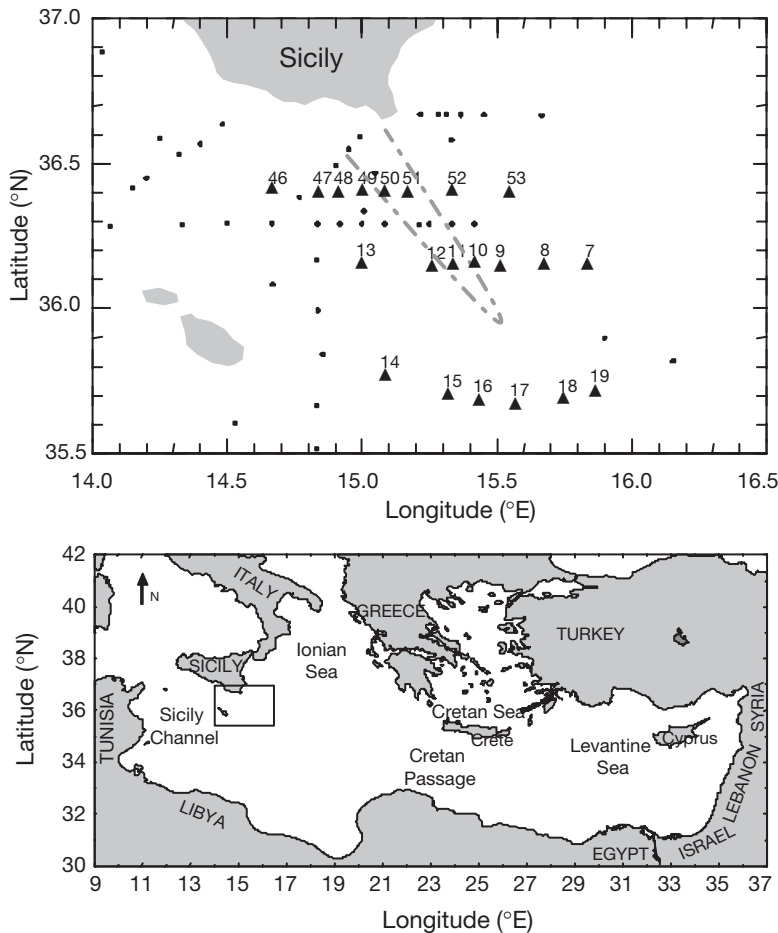 37.0
Sicily
36.5
46 47 48 49 50 51 52 53
13 12 11 10 9 8 7
36.0
14 15 16 17 18 19
35.5
Latitude (°N)
14.0 14.5 15.0 15.5 16.0 16.5
Longitude (°E)
42
40
38
36
34
32
30
Latitude (°N)
N
ITALY
GREECE
TURKEY
SICILY
Ionian
Sea
TUNISIA
Sicily
Channel
Cretan Sea
Crete
Cretan
Passage
Levantine
Sea
Cyprus
SYRIA
LEBANON
ISRAEL
LIBYA
EGYPT
9 11 13 15 17 19 21 23 25 27 29 31 33 35 37
Longitude (°E)